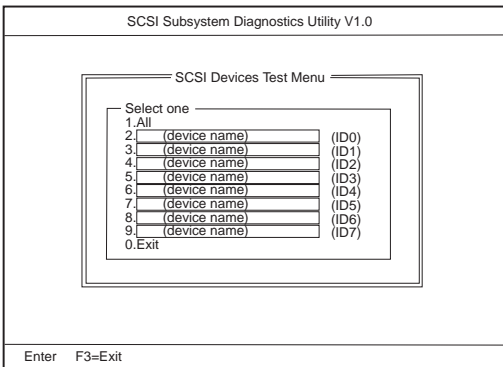 SCSI Subsystem Diagnostics Utility V1.0
SCSI Devices Test Menu
Select one
1.All
2. (device name) (ID0)
3. (device name) (ID1)
4. (device name) (ID2)
5. (device name) (ID3)
6. (device name) (ID4)
7. (device name) (ID5)
8. (device name) (ID6)
9. (device name) (ID7)
0.Exit
Enter F3=Exit